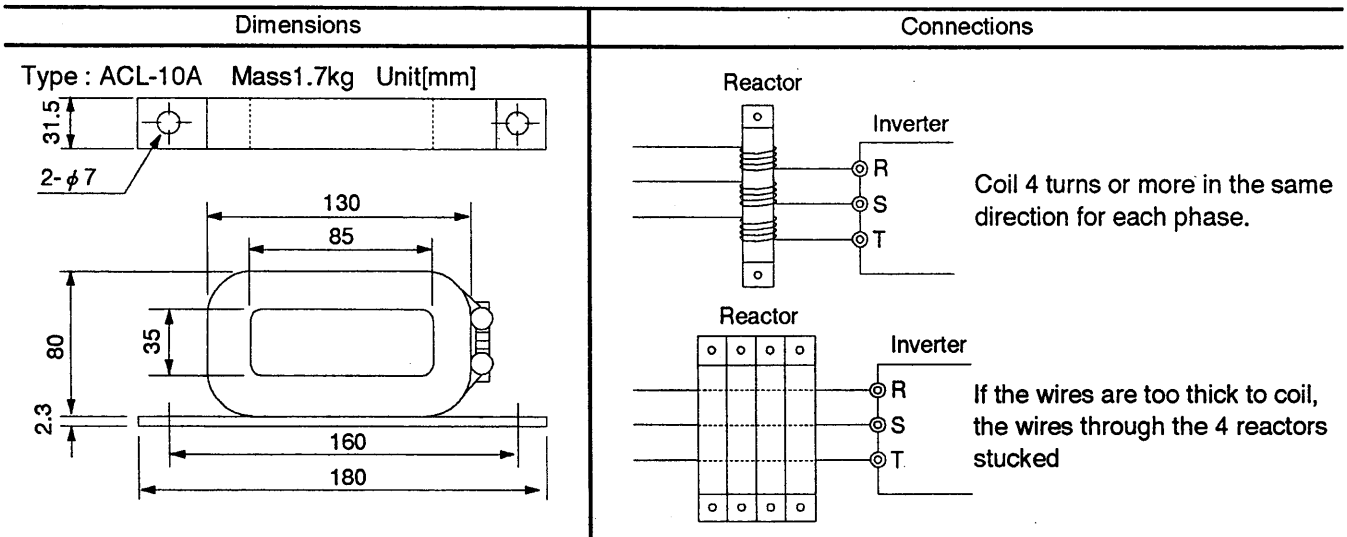 Dimensions
Connections
Type : ACL-10A Mass1.7kg Unit[mm]
31.5
2-φ7
130
85
80
35
2.3
160
180
Reactor
Inverter
R
S
T
Coil 4 turns or more in the same
direction for each phase.
Reactor
Inverter
R
S
T
If the wires are too thick to coil,
the wires through the 4 reactors
stucked